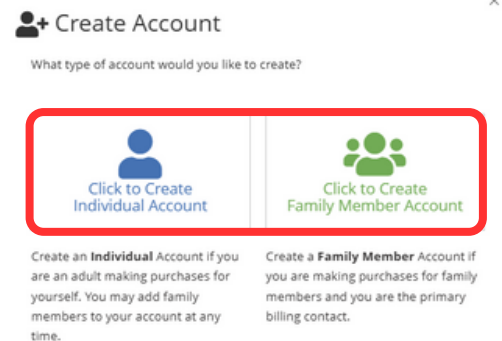 Create Account
What type of account would you like to create?
Click to Create
Individual Account
Click to Create
Family Member Account
Create an Individual Account if you
are an adult making purchases for
yourself. You may add family
members to your account at any
time.
Create a Family Member Account if
you are making purchases for family
members and you are the primary
billing contact.